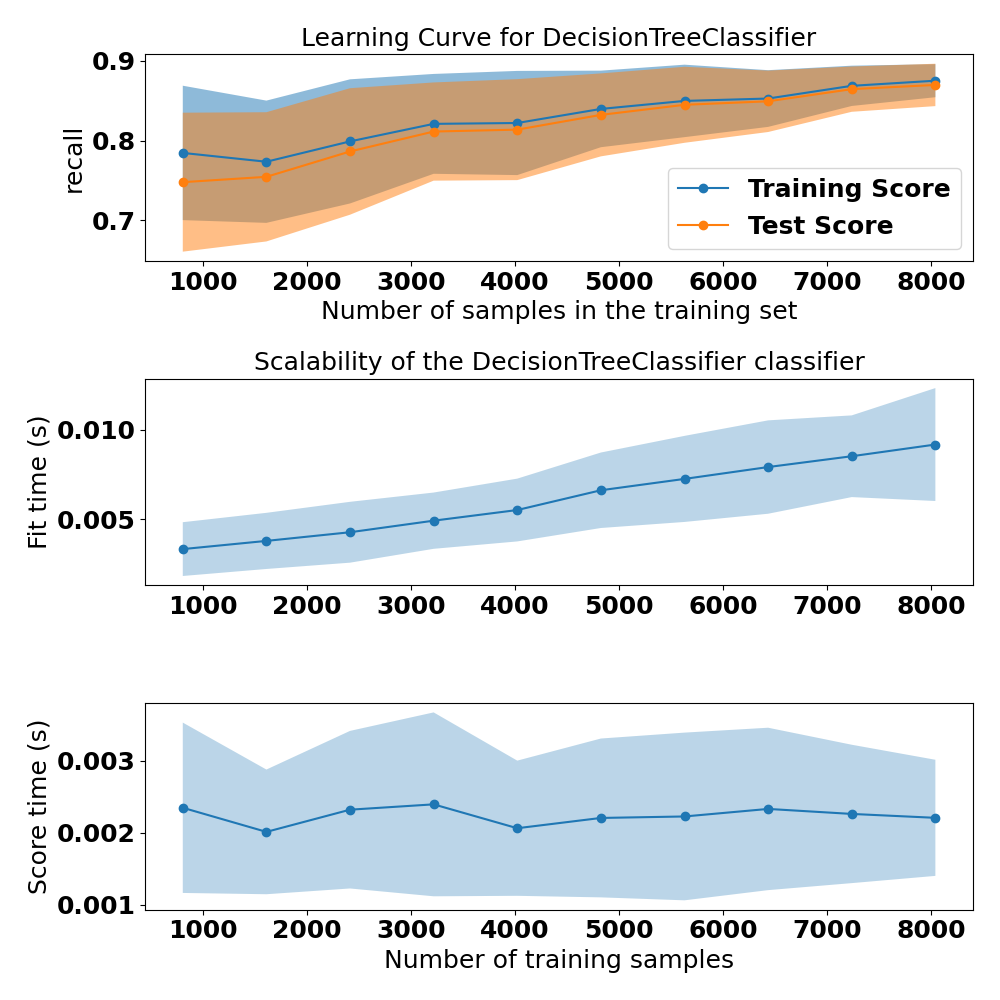 Learning Curve for DecisionTreeClassifier
0.9
0.8
0.7
recall
Training Score
Test Score
1000 2000 3000 4000 5000 6000 7000 8000
Number of samples in the training set
Scalability of the DecisionTreeClassifier classifier
0.010
0.005
Fit time (s)
1000 2000 3000 4000 5000 6000 7000 8000
0.003
0.002
0.001
Score time (s)
1000 2000 3000 4000 5000 6000 7000 8000
Number of training samples